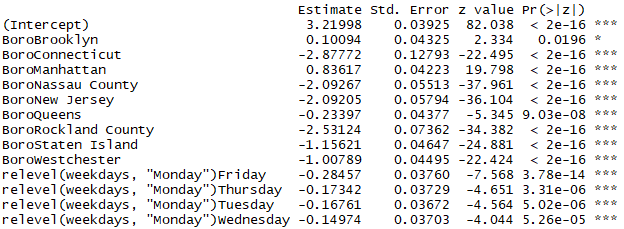 Estimate Std. Error z value Pr(>|z|)
(Intercept) 3.21998 0.03925 82.038 < 2e-16 ***
BoroBrooklyn 0.10094 0.04325 2.334 0.0196 *
BoroConnecticut -2.87772 0.12793 -22.495 < 2e-16 ***
BoroManhattan 0.83617 0.04223 19.798 < 2e-16 ***
BoroNassau County -2.09267 0.05513 -37.961 < 2e-16 ***
BoroNew Jersey -2.09205 0.05794 -36.104 < 2e-16 ***
BoroQueens -0.23397 0.04377 -5.345 9.03e-08 ***
BoroRockland County -2.53124 0.07362 -34.382 < 2e-16 ***
BoroStaten Island -1.15621 0.04647 -24.881 < 2e-16 ***
BoroWestchester -1.00789 0.04495 -22.424 < 2e-16 ***
relevel(weekdays, "Monday")Friday -0.28457 0.03760 -7.568 3.78e-14 ***
relevel(weekdays, "Monday")Thursday -0.17342 0.03729 -4.651 3.31e-06 ***
relevel(weekdays, "Monday")Tuesday -0.16761 0.03672 -4.564 5.02e-06 ***
relevel(weekdays, "Monday")Wednesday -0.14974 0.03703 -4.044 5.26e-05 ***